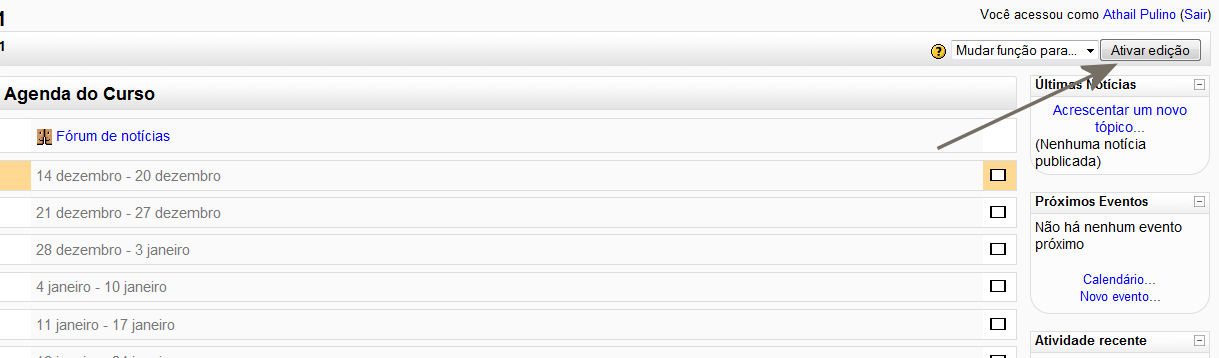 Você acessou como Athail Pulino (Sair)
1
Mudar função para... Ativar edição
Agenda do Curso
Fórum de notícias
14 dezembro - 20 dezembro
21 dezembro - 27 dezembro
28 dezembro - 3 janeiro
4 janeiro - 10 janeiro
11 janeiro - 17 janeiro
Últimas Notícias
Acrescentar um novo
tópico...
(Nenhuma notícia
publicada)
Próximos Eventos
Não há nenhum evento
próximo
Calendário...
Novo evento...
Atividade recente